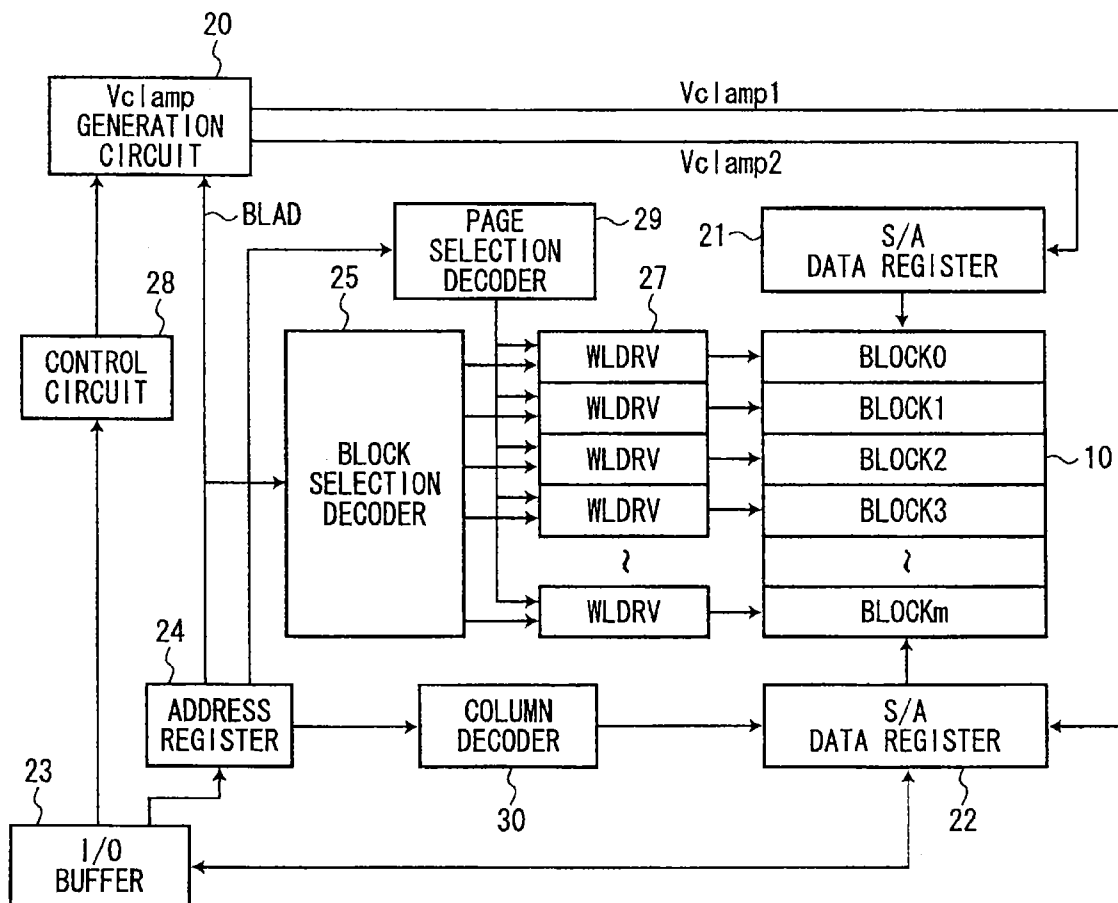 20
Vclamp
GENERATION
CIRCUIT
Vclamp1
Vclamp2
BLAD
PAGE
SELECTION
DECODER
29
21
S/A
DATA REGISTER
28
CONTROL
CIRCUIT
25
BLOCK
SELECTION
DECODER
27
WLDRV
WLDRV
WLDRV
WLDRV
~
WLDRV
BLOCK0
BLOCK1
BLOCK2
BLOCK3
~
BLOCKm
10
24
ADDRESS
REGISTER
COLUMN
DECODER
30
S/A
DATA REGISTER
22
23
I/O
BUFFER